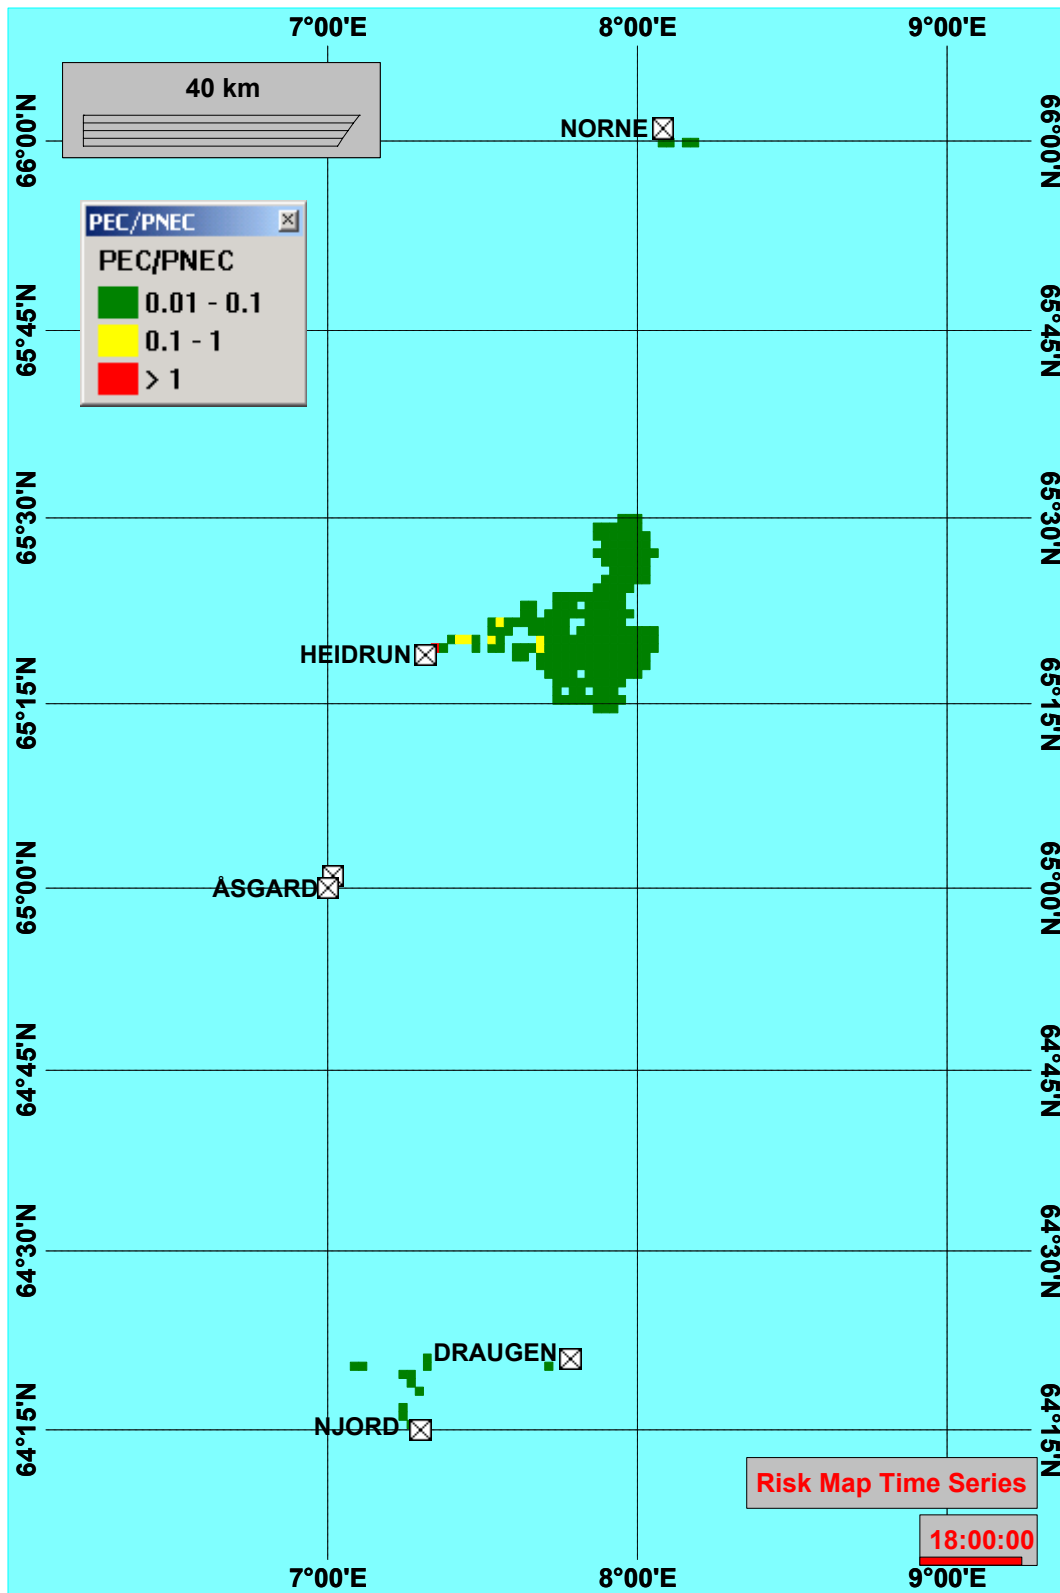 7°00'E 8°00'E 9°00'E
40 km
NORNE
66°00'N 66°00'N
PEC/PNEC
PEC/PNEC
0.01 - 0.1
0.1 - 1
> 1
65°45'N 65°45'N
65°30'N 65°30'N
HEIDRUN
65°15'N 65°15'N
ÅSGARD
65°00'N 65°00'N
64°45'N 64°45'N
64°30'N 64°30'N
DRAUGEN
NJORD
64°15'N 64°15'N
Risk Map Time Series
18:00:00
7°00'E 8°00'E 9°00'E